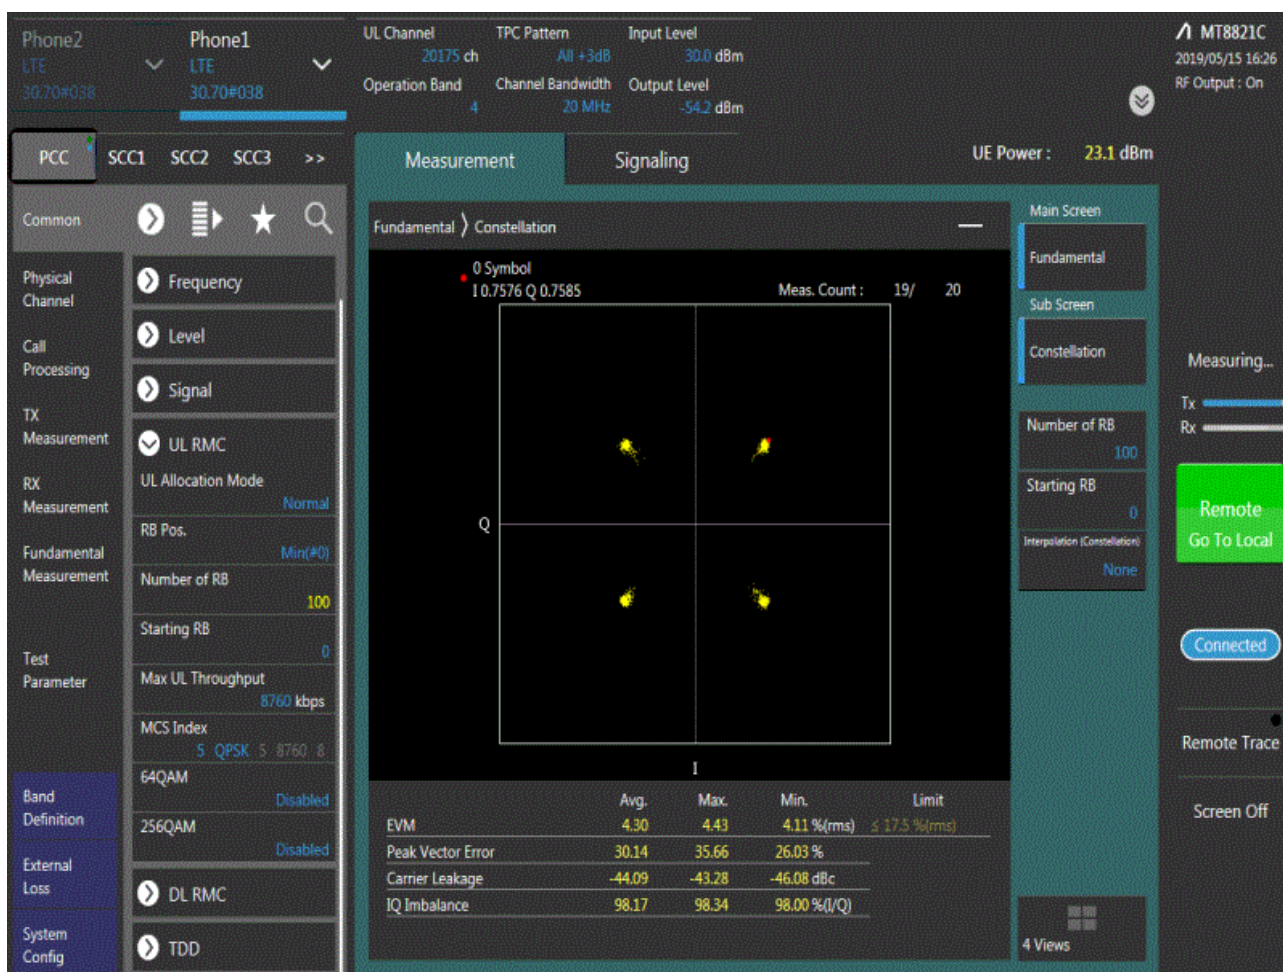 Phone2
LTE
30.70#038
Phone1
LTE
30.70#038
UL Channel
20175 ch
TPC Pattern
All +3dB
Input Level
30.0 dBm
Operation Band
4
Channel Bandwidth
20 MHz
Output Level
-54.2 dBm
MT8821C
2019/05/15 16:26
RF Output : On
PCC SCC1 SCC2 SCC3 >>
Measurement
Signaling
UE Power : 23.1 dBm
Common
Physical
Channel
Call
Processing
TX
Measurement
RX
Measurement
Fundamental
Measurement
Test
Parameter
Band
Definition
External
Loss
System
Config
Frequency
Level
Signal
UL RMC
UL Allocation Mode
Normal
RB Pos.
Min(#0)
Number of RB
100
Starting RB
0
Max UL Throughput
8760 kbps
MCS Index
5 QPSK 5 8760 8
64QAM
Disabled
256QAM
Disabled
DL RMC
TDD
Fundamental 〉 Constellation
0 Symbol
I 0.7576 Q 0.7585
Meas. Count : 19/ 20
Q
I
Avg. Max. Min. Limit
EVM 4.30 4.43 4.11 %(rms) ≤ 17.5 %(rms)
Peak Vector Error 30.14 35.66 26.03 %
Carrier Leakage -44.09 -43.28 -46.08 dBc
IQ Imbalance 98.17 98.34 98.00 %(I/Q)
Main Screen
Fundamental
Sub Screen
Constellation
Number of RB
100
Starting RB
0
Interpolation (Constellation)
None
4 Views
Measuring...
Tx
Rx
Remote
Go To Local
Connected
Remote Trace
Screen Off